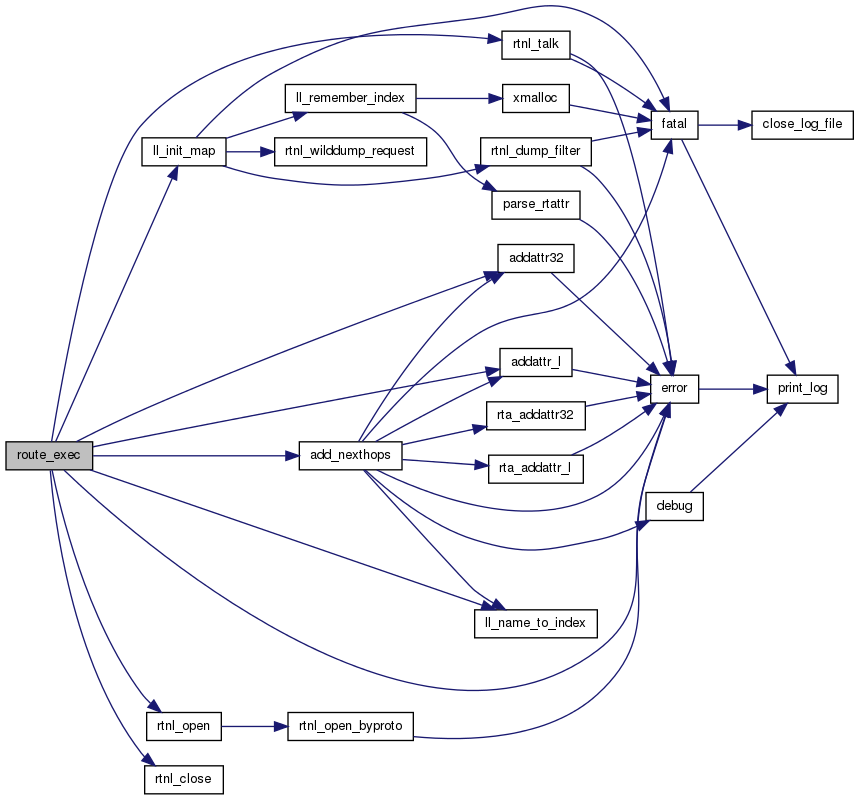 rtnl_talk
ll_remember_index
xmalloc
fatal
close_log_file
ll_init_map
rtnl_wilddump_request
rtnl_dump_filter
parse_rtattr
addattr32
addattr_l
error
print_log
rta_addattr32
route_exec
add_nexthops
rta_addattr_l
debug
ll_name_to_index
rtnl_open
rtnl_open_byproto
rtnl_close